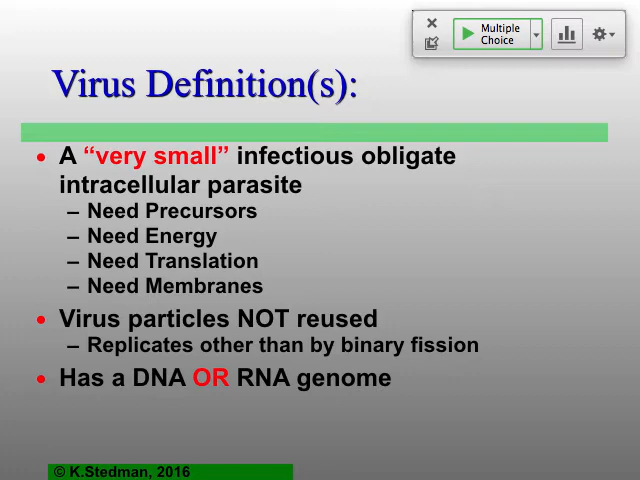 Multiple
Choice
Virus Definition(s):
• A “very small” infectious obligate
intracellular parasite
– Need Precursors
– Need Energy
– Need Translation
– Need Membranes
• Virus particles NOT reused
– Replicates other than by binary fission
• Has a DNA OR RNA genome
© K.Stedman, 2016